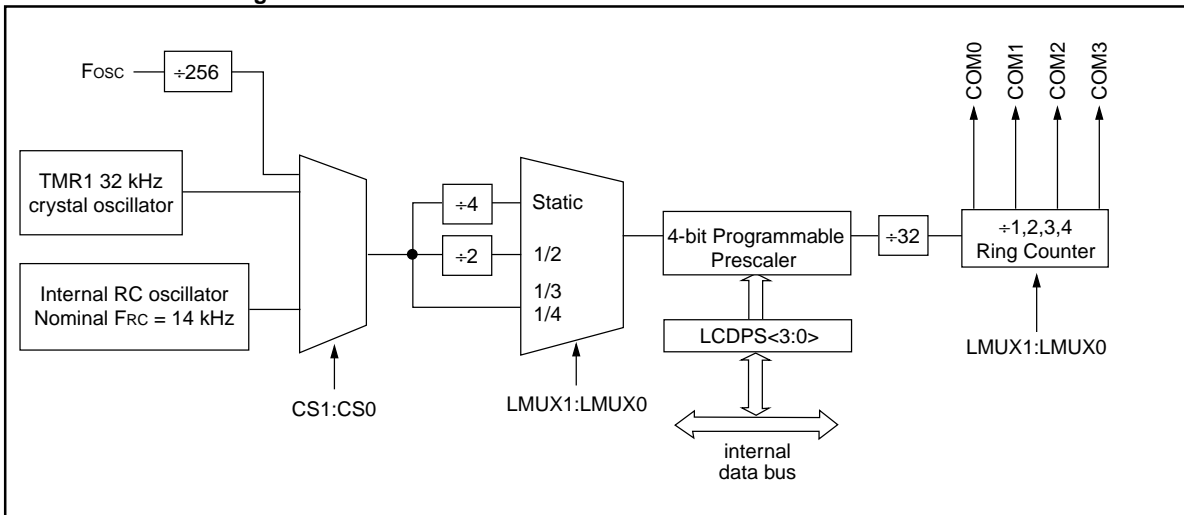 FOSC
÷256
COM0
COM1
COM2
COM3
TMR1 32 kHz
crystal oscillator
Internal RC oscillator
Nominal FRC = 14 kHz
CS1:CS0
÷4
÷2
Static
1/2
1/3
1/4
LMUX1:LMUX0
4-bit Programmable
Prescaler
LCDPS<3:0>
internal
data bus
÷32
÷1,2,3,4
Ring Counter
LMUX1:LMUX0